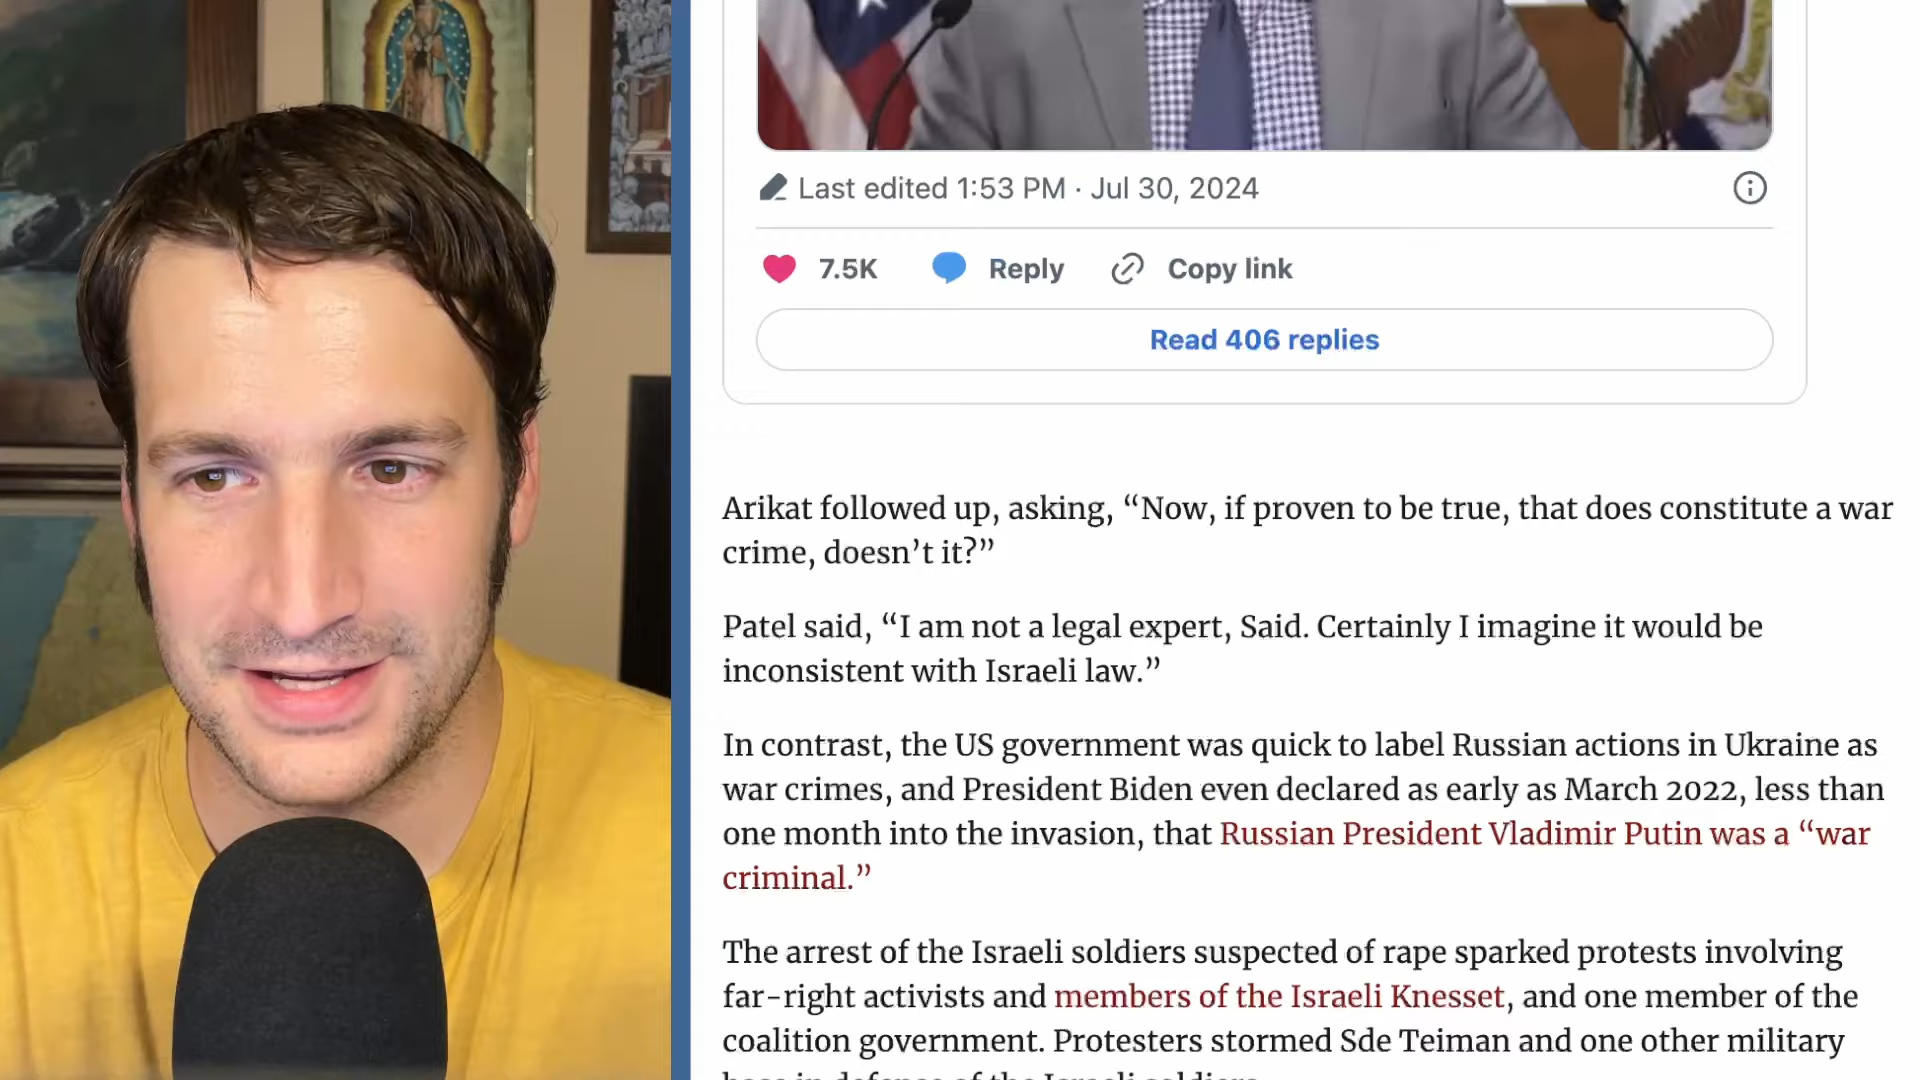 Last edited 1:53 PM · Jul 30, 2024
7.5K Reply Copy link
Read 406 replies
Arikat followed up, asking, “Now, if proven to be true, that does constitute a war
crime, doesn’t it?”
Patel said, “I am not a legal expert, Said. Certainly I imagine it would be
inconsistent with Israeli law.”
In contrast, the US government was quick to label Russian actions in Ukraine as
war crimes, and President Biden even declared as early as March 2022, less than
one month into the invasion, that Russian President Vladimir Putin was a “war
criminal.”
The arrest of the Israeli soldiers suspected of rape sparked protests involving
far-right activists and members of the Israeli Knesset, and one member of the
coalition government. Protesters stormed Sde Teiman and one other military